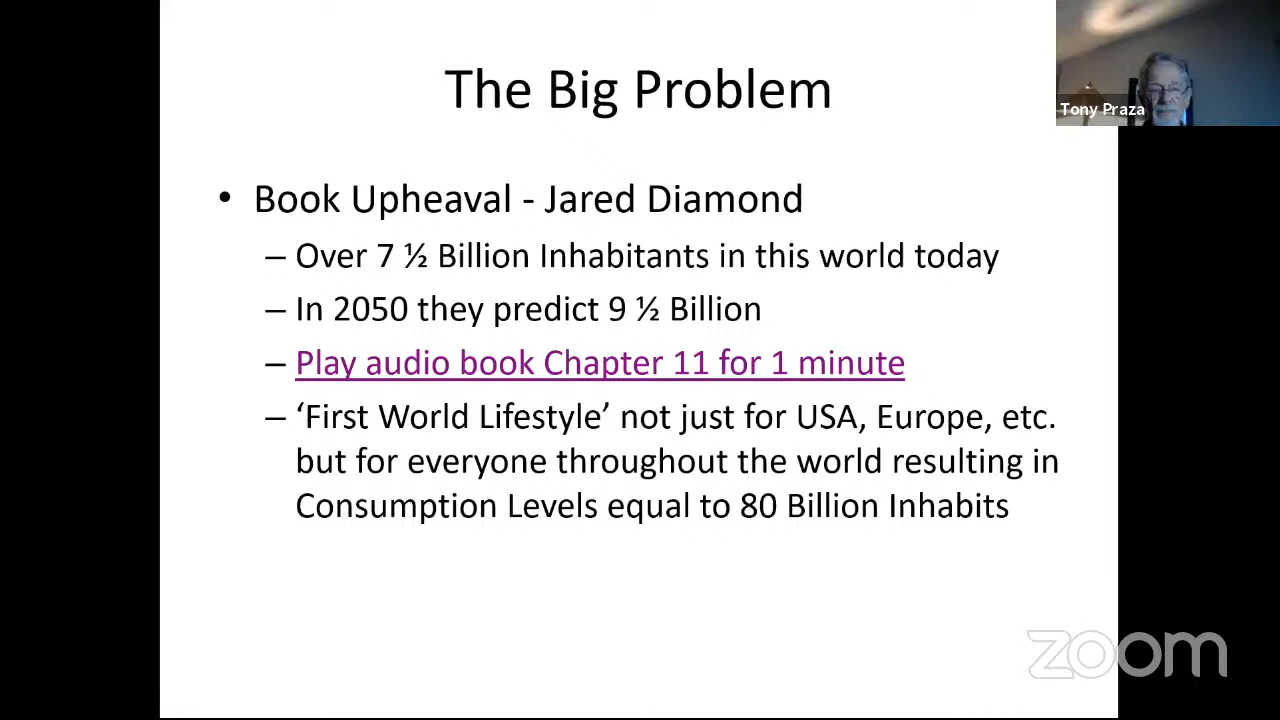 The Big Problem
Tony Praza
• Book Upheaval - Jared Diamond
– Over 7 ½ Billion Inhabitants in this world today
– In 2050 they predict 9 ½ Billion
– Play audio book Chapter 11 for 1 minute
– ‘First World Lifestyle’ not just for USA, Europe, etc.
but for everyone throughout the world resulting in
Consumption Levels equal to 80 Billion Inhabits
zoom